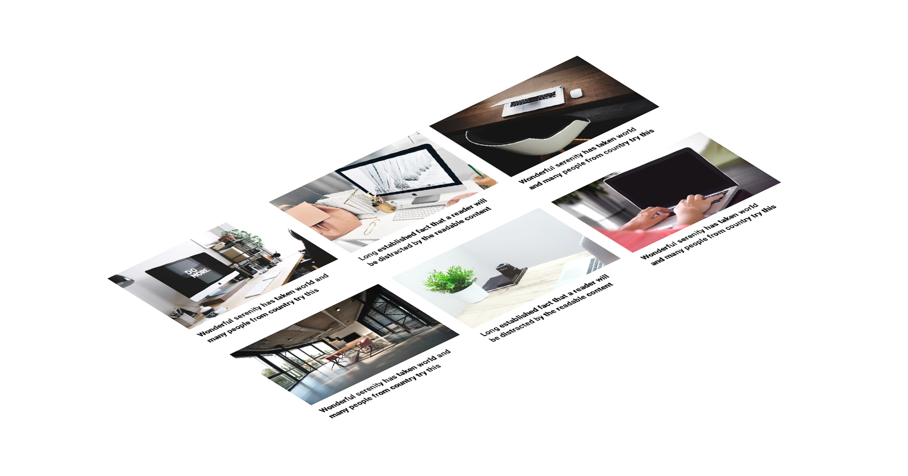 DO
WORK
Wonderful serenity has taken world and
many people from country try this
Long established fact that a reader will
be distracted by the readable content
Wonderful serenity has taken world
and many people from country try this
Wonderful serenity has taken world and
many people from country try this
Long established fact that a reader will
be distracted by the readable content
Wonderful serenity has taken world
and many people from country try this